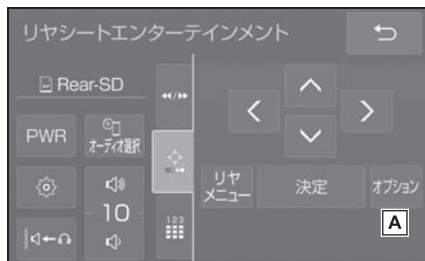 リヤシートエンターテインメント
Rear-SD
PWR
オーディオ選択
10
123
リヤ
メニュー
決定
オプション
A